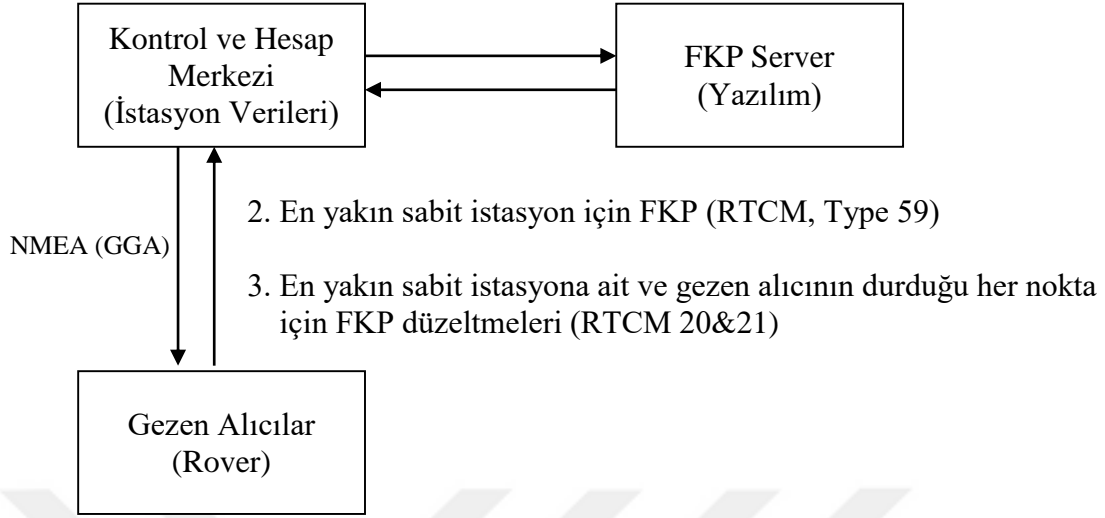 Kontrol ve Hesap
Merkezi
(İstasyon Verileri)
FKP Server
(Yazılım)
2. En yakın sabit istasyon için FKP (RTCM, Type 59)
NMEA (GGA)
3. En yakın sabit istasyona ait ve gezen alıcının durduğu her nokta
için FKP düzeltmeleri (RTCM 20&21)
Gezen Alıcılar
(Rover)